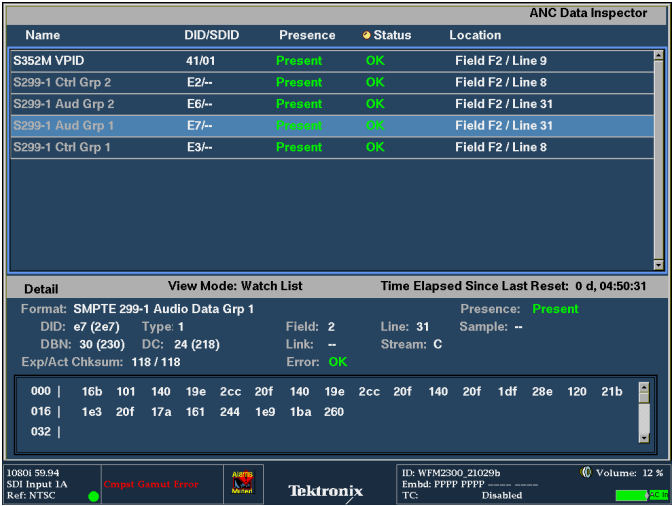 ANC Data Inspector
Name DID/SDID Presence Status Location
S352M VPID 41/01 Present OK Field F2 / Line 9
S299-1 Ctrl Grp 2 E2/-- Present OK Field F2 / Line 8
S299-1 Aud Grp 2 E6/-- Present OK Field F2 / Line 31
S299-1 Aud Grp 1 E7/-- Present OK Field F2 / Line 31
S299-1 Ctrl Grp 1 E3/-- Present OK Field F2 / Line 8
Detail View Mode: Watch List Time Elapsed Since Last Reset: 0 d, 04:50:31
Format: SMPTE 299-1 Audio Data Grp 1 Presence: Present
DID: e7 (2e7) Type: 1 Field: 2 Line: 31 Sample: --
DBN: 30 (230) DC: 24 (218) Link: -- Stream: C
Exp/Act Chksum: 118 / 118 Error: OK
000 | 16b 101 140 19e 2cc 20f 140 19e 2cc 20f 140 20f 1df 28e 120 21b
016 | 1e3 20f 17a 161 244 1e9 1ba 260
032 |
1080i 59.94
SDI Input 1A
Ref: NTSC
Cmpst Gamut Error
Alarms
Muted
Tektronix
ID: WFM2300_21029b Volume: 12 %
Embd: PPPP PPPP ---- ----
TC: Disabled
AC In